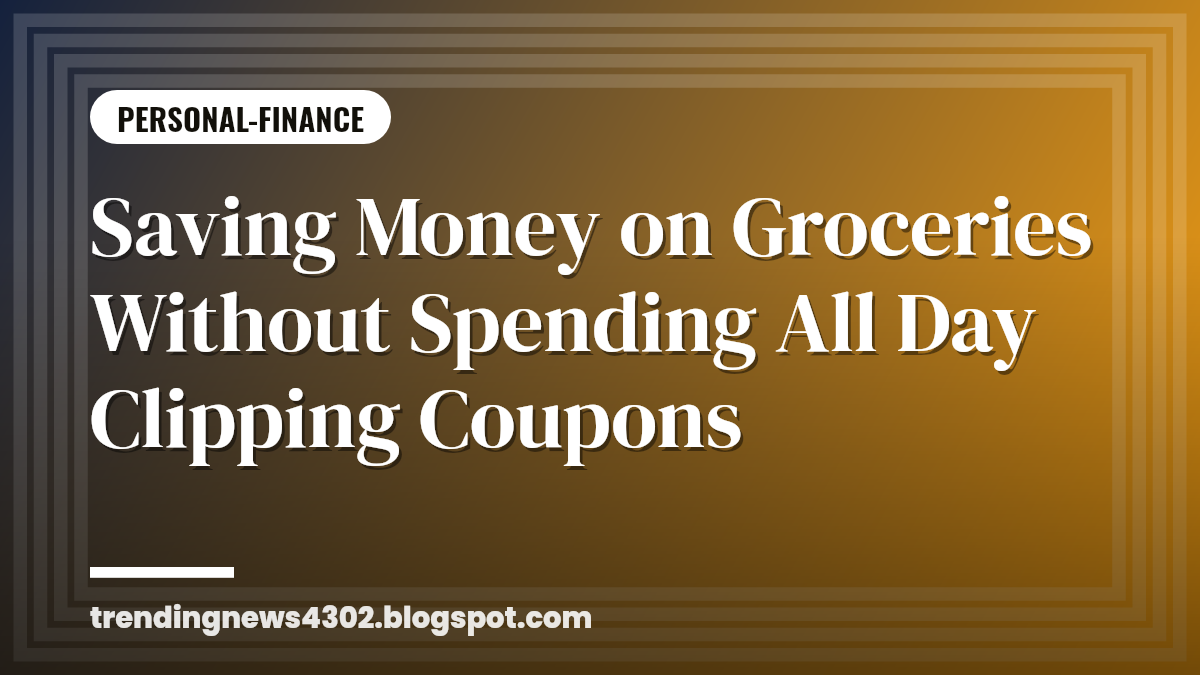 PERSONAL-FINANCE
Saving Money on Groceries
Without Spending All Day
Clipping Coupons
trendingnews4302.blogspot.com